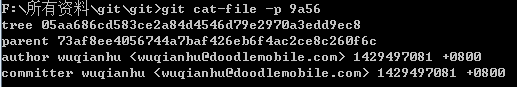 F:\所有资料\git\git>git cat-file -p 9a56
tree 05aa686cd583ce2a84d4546d79e2970a3edd9ec8
parent 73af8ee4056744a7baf426eb6f4ac2ce8c260f6c
author wuqianhu <wuqianhu@doodlemobile.com> 1429497081 +0800
committer wuqianhu <wuqianhu@doodlemobile.com> 1429497081 +0800